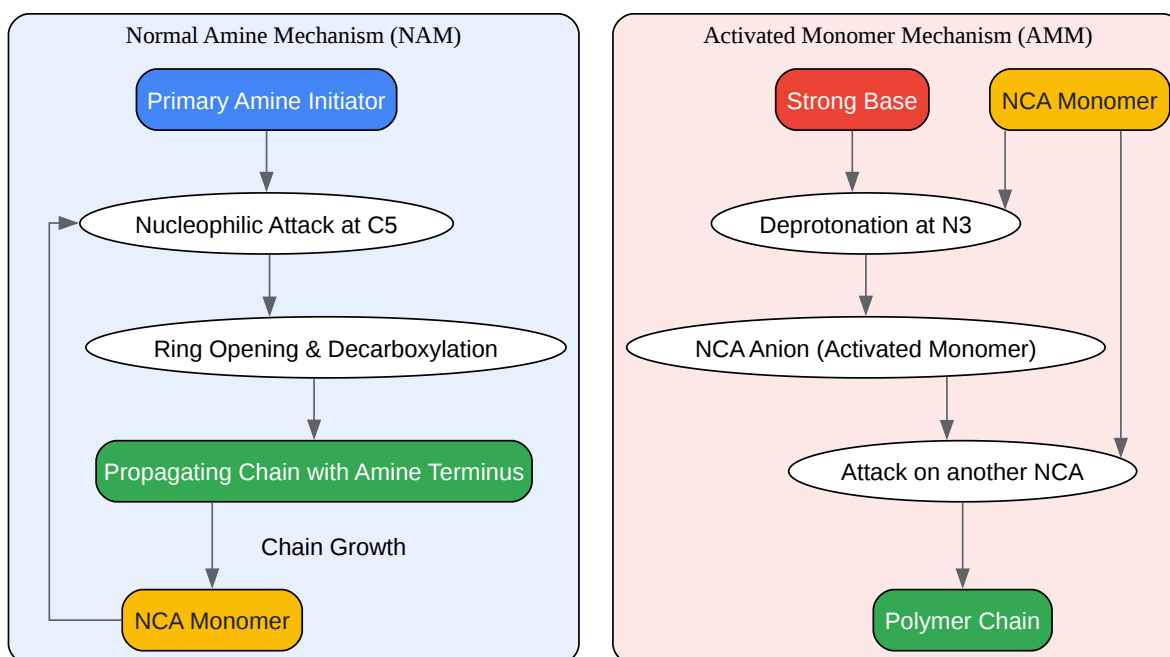 Normal Amine Mechanism (NAM)
Primary Amine Initiator
Nucleophilic Attack at C5
Ring Opening & Decarboxylation
Propagating Chain with Amine Terminus
Chain Growth
NCA Monomer
Activated Monomer Mechanism (AMM)
Strong Base
NCA Monomer
Deprotonation at N3
NCA Anion (Activated Monomer)
Attack on another NCA
Polymer Chain